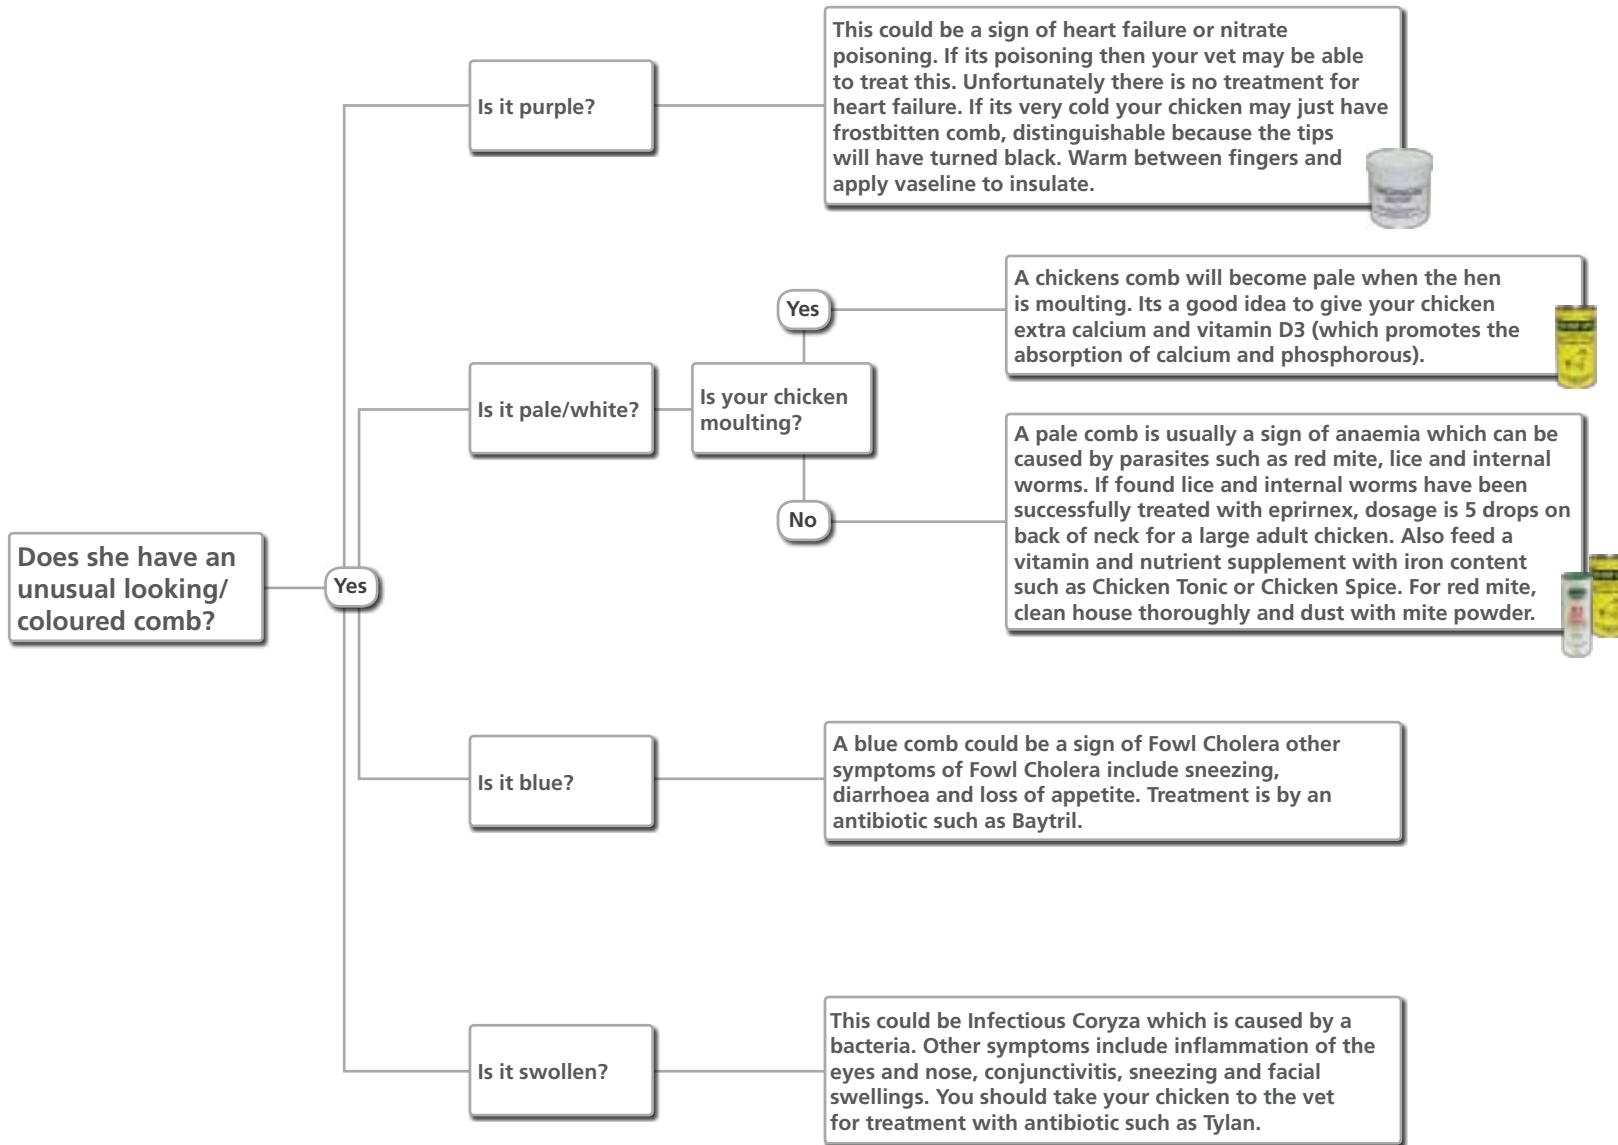 This could be a sign of heart failure or nitrate
poisoning. If its poisoning then your vet may be able
to treat this. Unfortunately there is no treatment for
heart failure. If its very cold your chicken may just have
frostbitten comb, distinguishable because the tips
will have turned black. Warm between fingers and
apply vaseline to insulate.
Is it purple?
A chickens comb will become pale when the hen
is moulting. Its a good idea to give your chicken
extra calcium and vitamin D3 (which promotes the
absorption of calcium and phosphorous).
Yes
Is it pale/white?
Is your chicken
moulting?
A pale comb is usually a sign of anaemia which can be
caused by parasites such as red mite, lice and internal
worms. If found lice and internal worms have been
successfully treated with eprirnex, dosage is 5 drops on
back of neck for a large adult chicken. Also feed a
vitamin and nutrient supplement with iron content
such as Chicken Tonic or Chicken Spice. For red mite,
clean house thoroughly and dust with mite powder.
No
Does she have an
unusual looking/
coloured comb?
Yes
Is it blue?
A blue comb could be a sign of Fowl Cholera other
symptoms of Fowl Cholera include sneezing,
diarrhoea and loss of appetite. Treatment is by an
antibiotic such as Baytril.
Is it swollen?
This could be Infectious Coryza which is caused by a
bacteria. Other symptoms include inflammation of the
eyes and nose, conjunctivitis, sneezing and facial
swellings. You should take your chicken to the vet
for treatment with antibiotic such as Tylan.